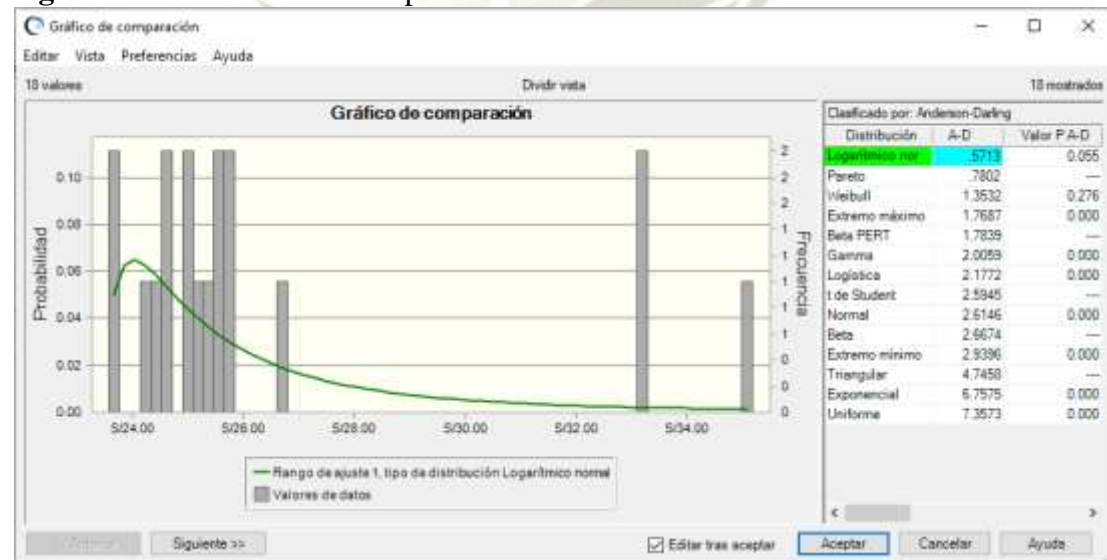 Gráfico de comparación
Editar Vista Preferencias Ayuda
18 valores Dividir vista 18 mostrados
Gráfico de comparación
Probabilidad
0.10
0.08
0.06
0.04
0.02
0.00
S/24.00 S/26.00 S/28.00 S/30.00 S/32.00 S/34.00
2
2
2
1
1
1
1
1
0
0
0
Frecuencia
Rango de ajuste 1, tipo de distribución Logarítmico normal
Valores de datos
Clasificado por: Anderson-Darling
Distribución A-D Valor P A-D
Logarítmico nor .5713 0.055
Pareto .7802 ---
Weibull 1.3532 0.276
Extremo máximo 1.7687 0.000
Beta PERT 1.7839 ---
Gamma 2.0059 0.000
Logística 2.1772 0.000
t de Student 2.5945 ---
Normal 2.6146 0.000
Beta 2.6674 ---
Extremo mínimo 2.9396 0.000
Triangular 4.7458 ---
Exponencial 6.7575 0.000
Uniforme 7.3573 0.000
Siguiente >> Editar tras aceptar Aceptar Cancelar Ayuda